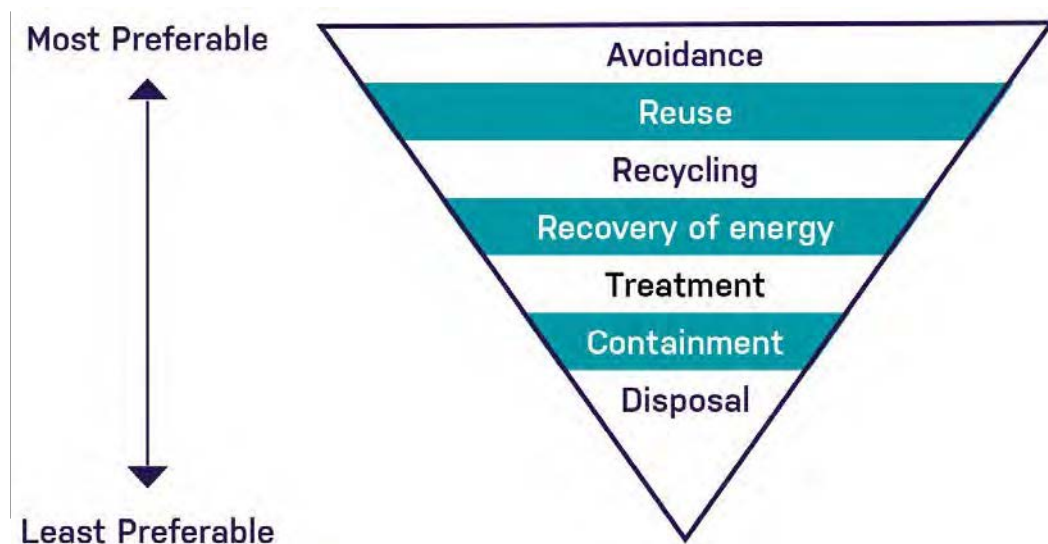 Most Preferable
Avoidance
Reuse
Recycling
Recovery of energy
Treatment
Containment
Disposal
Least Preferable